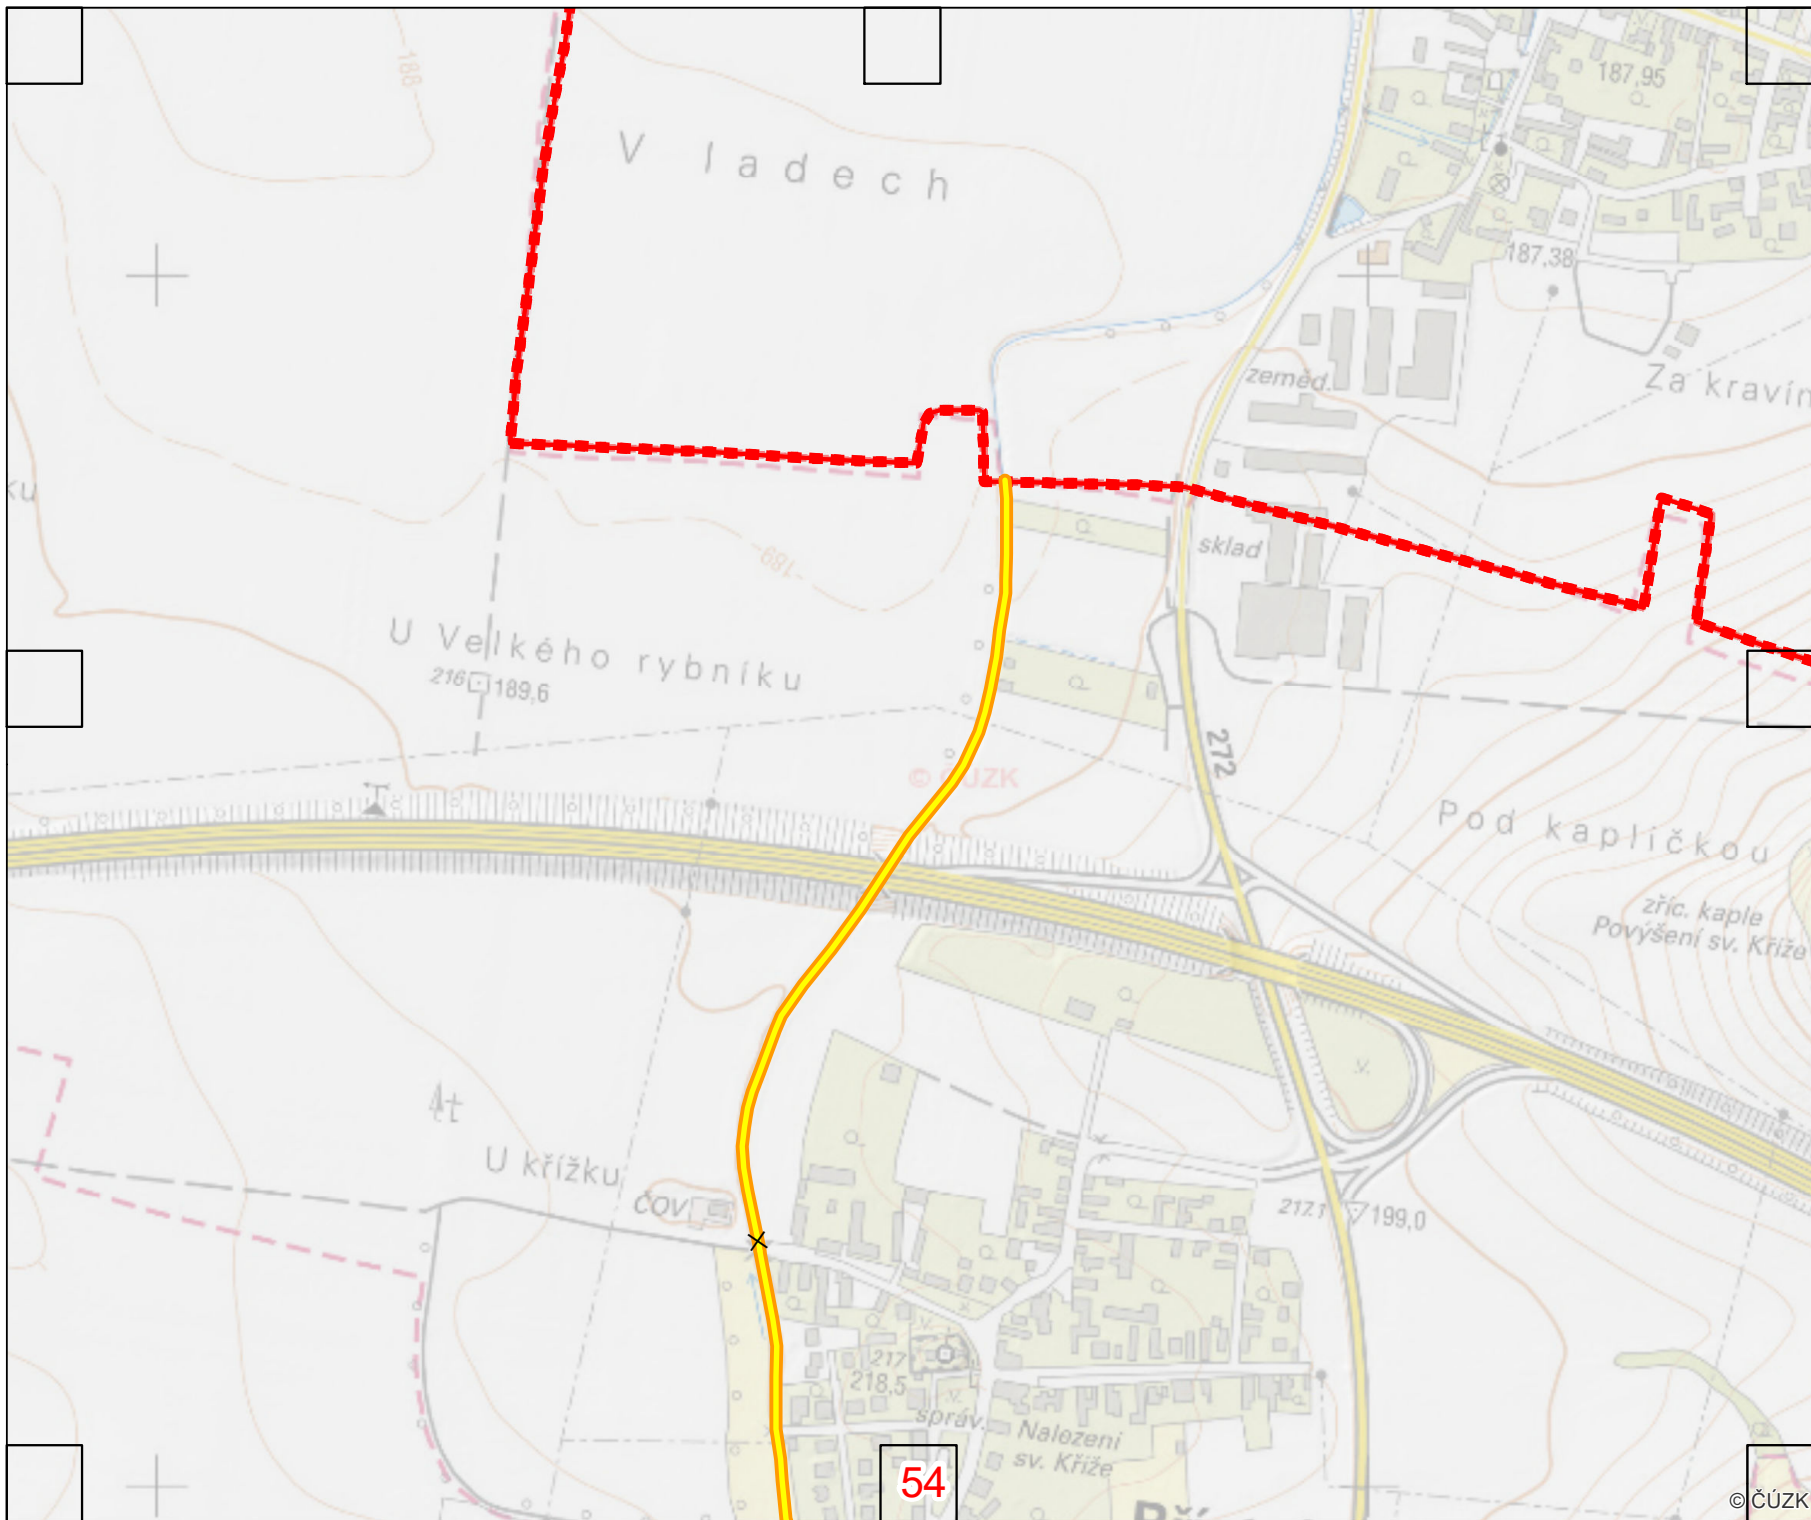 186
187,95
V ladech
187,38
zeměd.
Za kravín
ku
sklad
189
U Velkého rybníku
216 189,6
272
© ČÚZK
Pod kapličkou
zříc. kaple
Povýšení sv. Kříže
U křížku
ČOV
217.1 199,0
217
218,5
v.
v.
v.
správ.
Nalezení
sv. Kříže
54
© ČÚZK